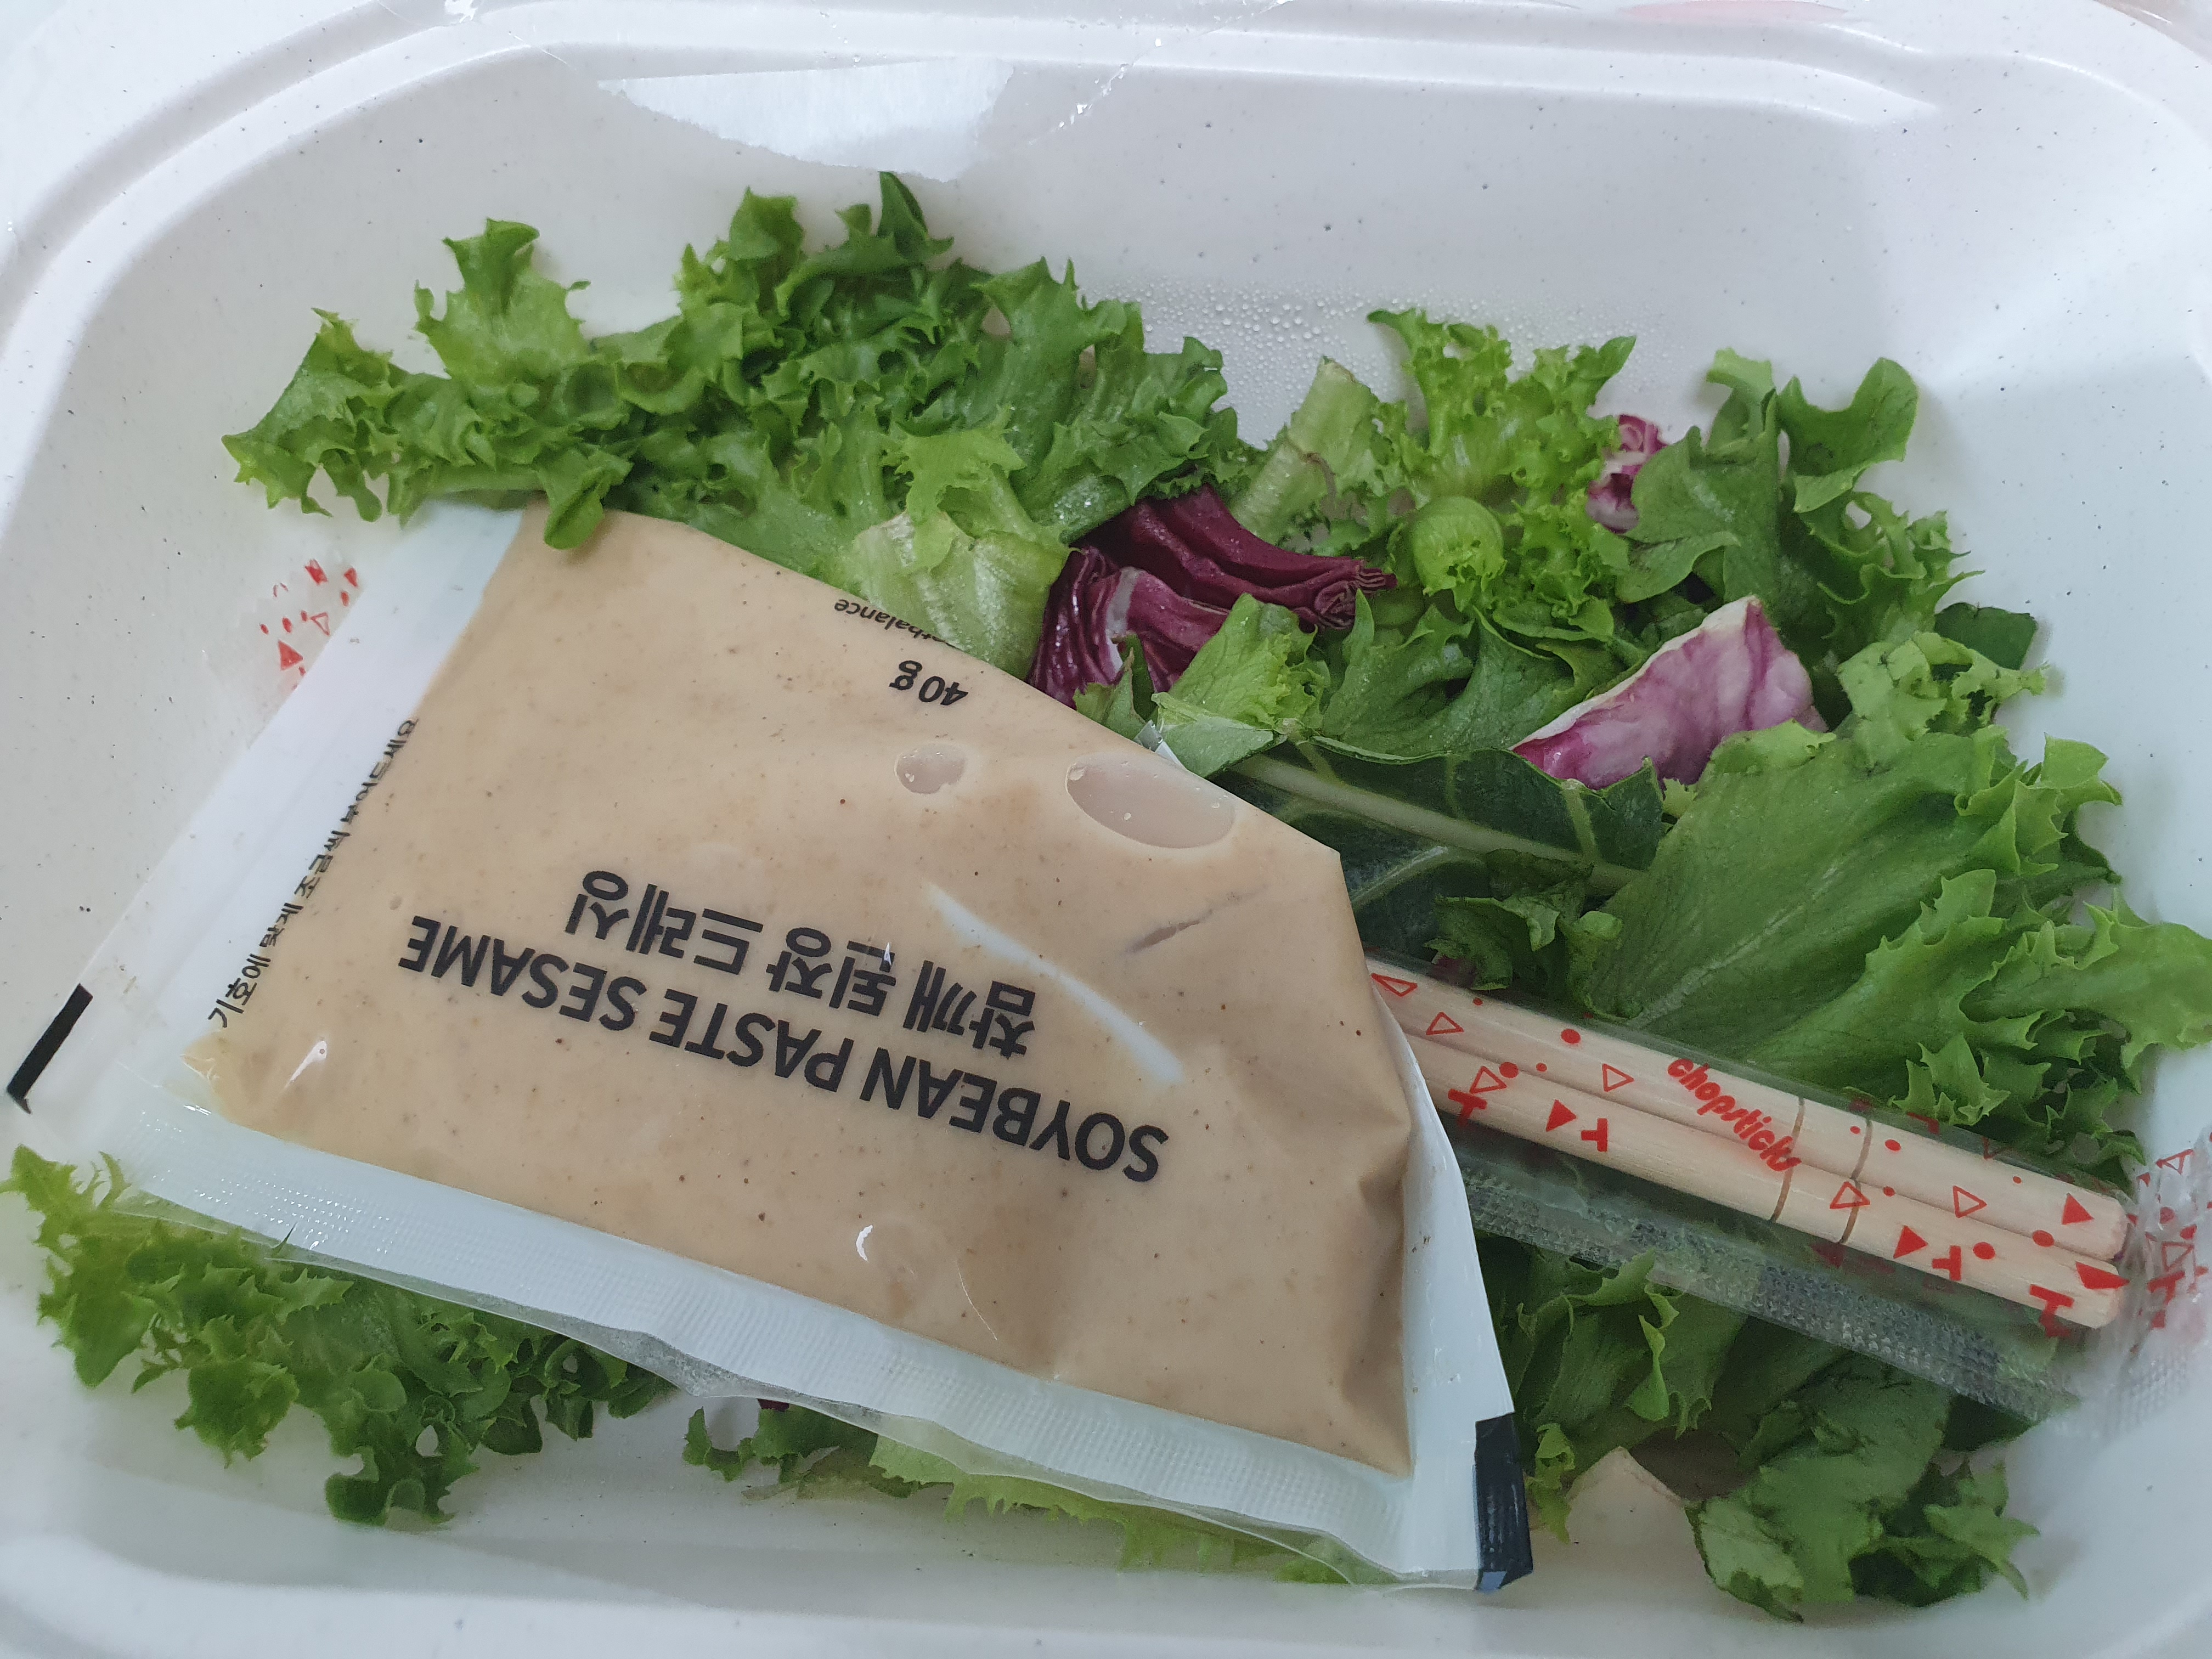 SOYBEAN PASTE SESAME
참깨 된장 드레싱
40g
chopsticks